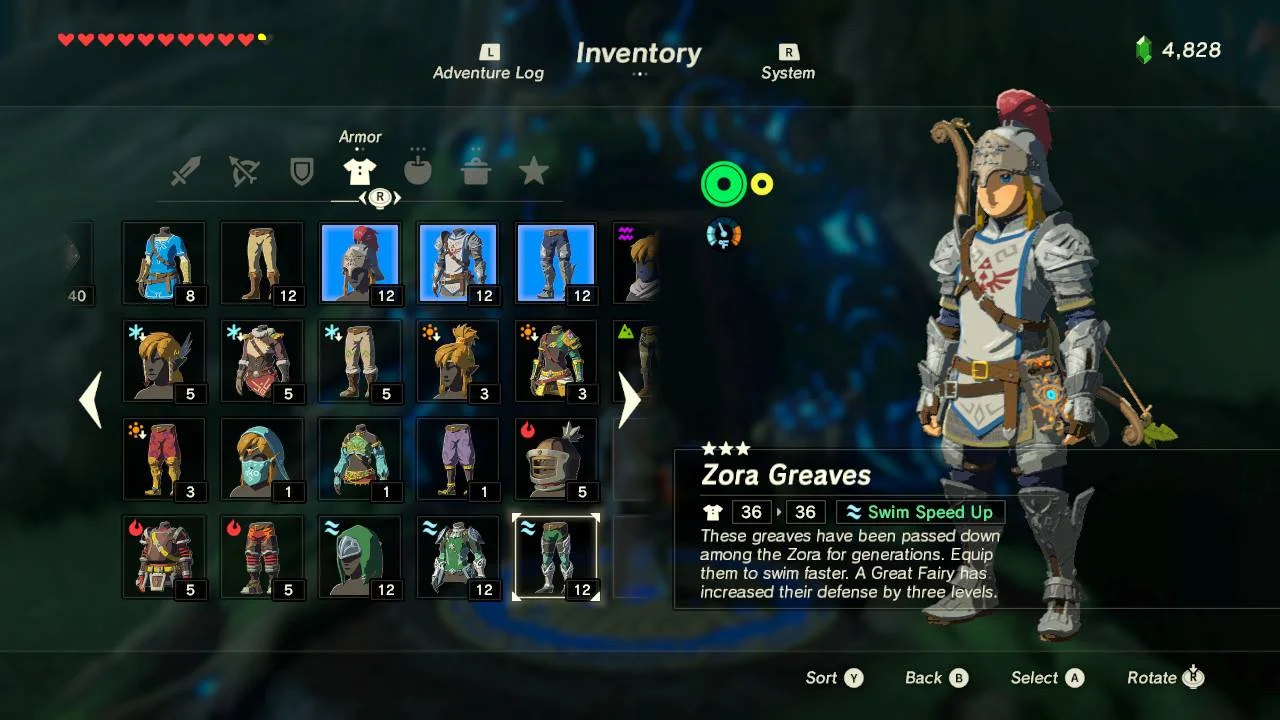 L
Inventory
R
4,828
Adventure Log
System
Armor
R
°F
40
8
12
12
12
12
5
5
5
3
3
3
1
1
1
5
5
5
12
12
12
Zora Greaves
36
36
Swim Speed Up
These greaves have been passed down
among the Zora for generations. Equip
them to swim faster. A Great Fairy has
increased their defense by three levels.
Sort Y
Back B
Select A
Rotate R